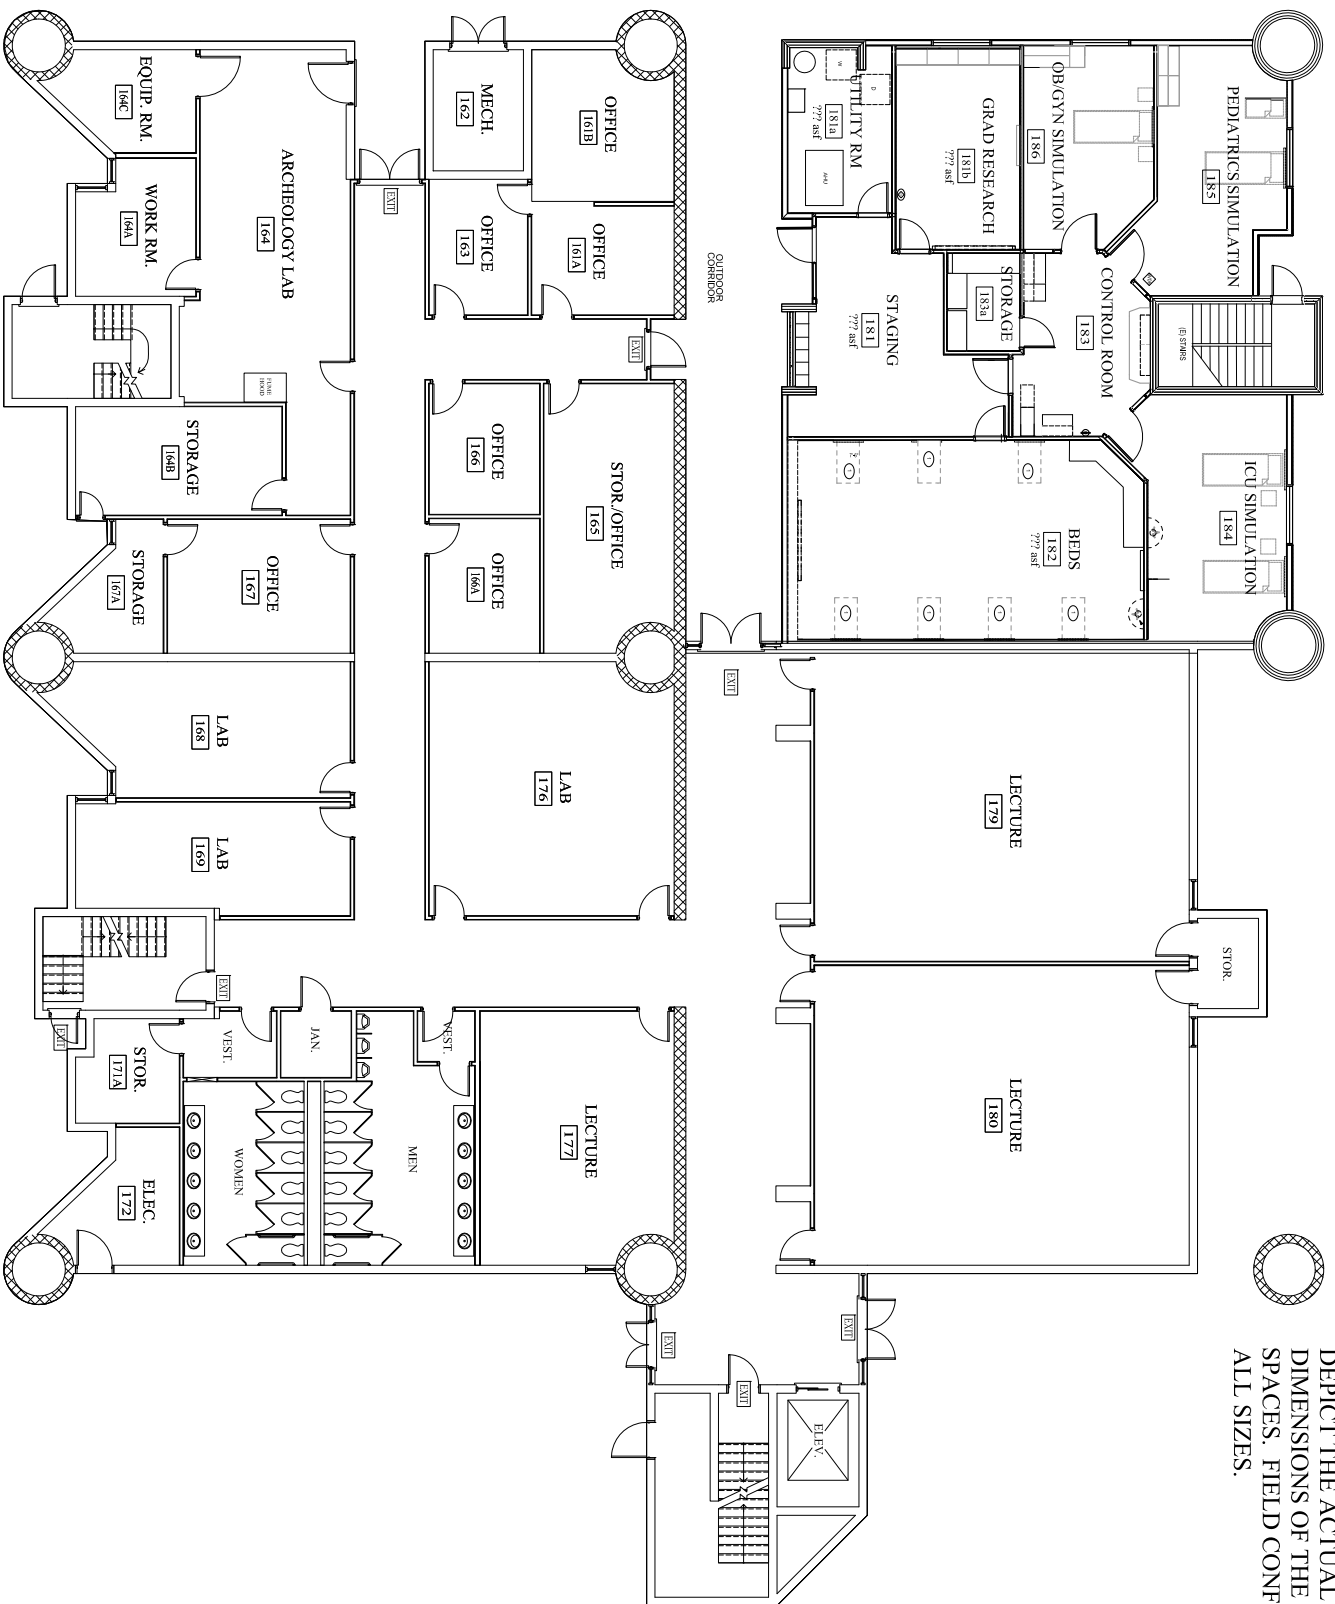 DEPICT THE ACTUAL
DIMENSIONS OF THE
SPACES. FIELD CONF
ALL SIZES.
PEDIATRICS SIMULATION
185
OB/GYN SIMULATION
186
GRAD RESEARCH
181b
??? asf
UTILITY RM
181a
??? asf
W
D
AHU
(E) STAIRS
CONTROL ROOM
183
STORAGE
183a
STAGING
181
??? asf
ICU SIMULATION
184
BEDS
182
??? asf
OUTDOOR
CORRIDOR
OFFICE
161B
MECH.
162
OFFICE
161A
OFFICE
163
EXIT
EXIT
EQUIP. RM.
164C
ARCHEOLOGY LAB
164
WORK RM.
164A
FUME
HOOD
STORAGE
164B
OFFICE
166
STOR./OFFICE
165
OFFICE
166A
OFFICE
167
STORAGE
167A
EXIT
LAB
168
LAB
176
LAB
169
LECTURE
179
STOR.
LECTURE
180
EXIT
EXIT
STOR.
171A
VEST.
JAN.
VEST.
LECTURE
177
MEN
WOMEN
ELEC.
172
EXIT
EXIT
EXIT
ELEV.